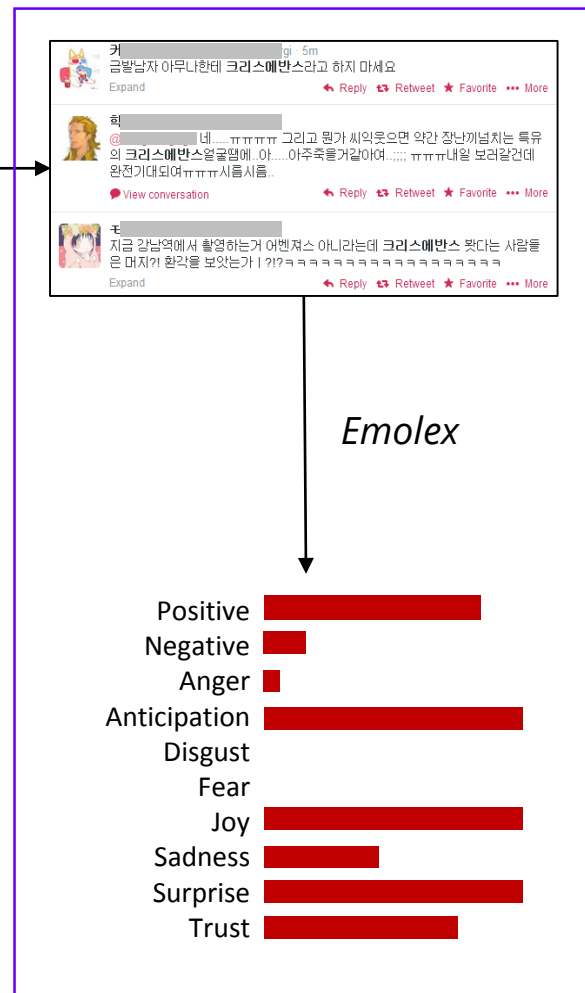 커 gi · 5m
금발남자 아무나한테 크리스에반스라고 하지 마세요
Expand Reply Retweet Favorite More
@ 네.....ㅠㅠㅠㅠ 그리고 뭔가 씨익웃으면 약간 장난끼넘치는 특유
의 크리스에반스얼굴땜에..아.....아주죽을거갈아여..;;;; ㅠㅠㅠ내일 보러갈건데
완전기대되여ㅠㅠㅠ시름시름..
View conversation Reply Retweet Favorite More
지금 강남역에서 촬영하는거 어벤져스 아니라는데 크리스에반스 봣다는 사람들
은 머지?! 환각을 보앗는가ㅣ?!?ㅋㅋㅋㅋㅋㅋㅋㅋㅋㅋㅋㅋㅋㅋㅋㅋㅋㅋ
Expand Reply Retweet Favorite More
Emolex
Positive
Negative
Anger
Anticipation
Disgust
Fear
Joy
Sadness
Surprise
Trust